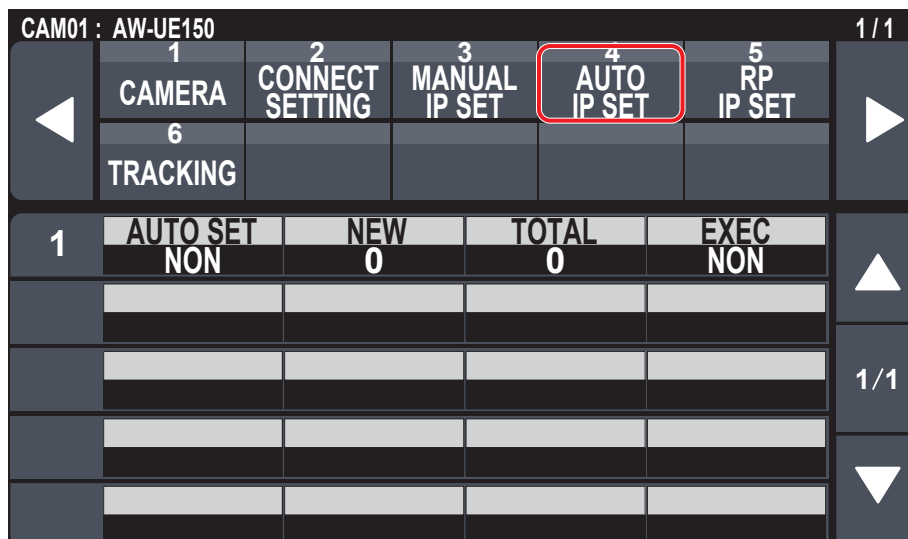 CAM01 : AW-UE150 1 / 1
1 2 3 4 5
CAMERA CONNECT SETTING MANUAL IP SET AUTO IP SET RP IP SET
6
TRACKING
1 AUTO SET NEW TOTAL EXEC
NON 0 0 NON
1/1